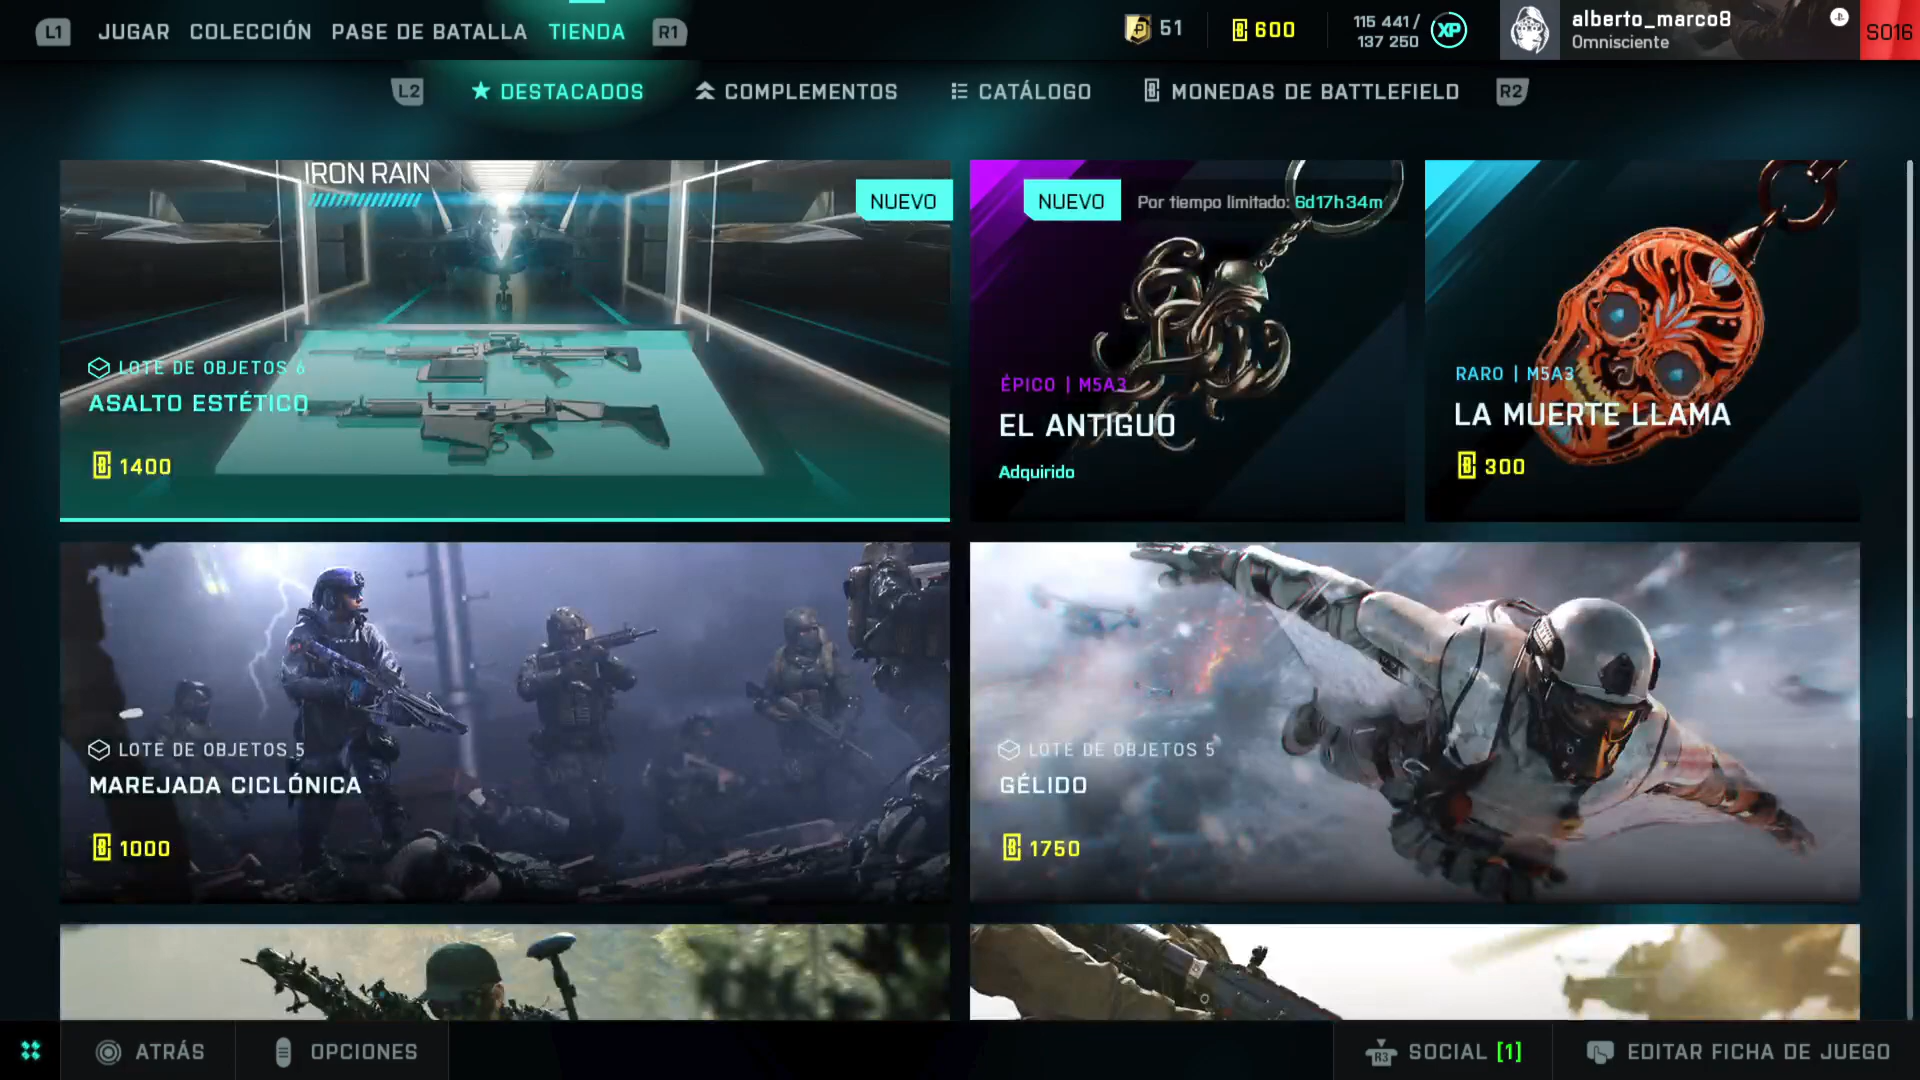 L1 JUGAR COLECCIÓN PASE DE BATALLA TIENDA R1
51
600
115 441 /
137 250
XP
alberto_marco8
Omnisciente
S016
L2 DESTACADOS COMPLEMENTOS CATÁLOGO MONEDAS DE BATTLEFIELD R2
IRON RAIN
NUEVO
LOTE DE OBJETOS 6
ASALTO ESTÉTICO
1400
NUEVO Por tiempo limitado: 6d17h34m
ÉPICO | M5A3
EL ANTIGUO
Adquirido
RARO | M5A3
LA MUERTE LLAMA
300
LOTE DE OBJETOS 5
MAREJADA CICLÓNICA
1000
LOTE DE OBJETOS 5
GÉLIDO
1750
ATRÁS
OPCIONES
R3 SOCIAL [1]
EDITAR FICHA DE JUEGO